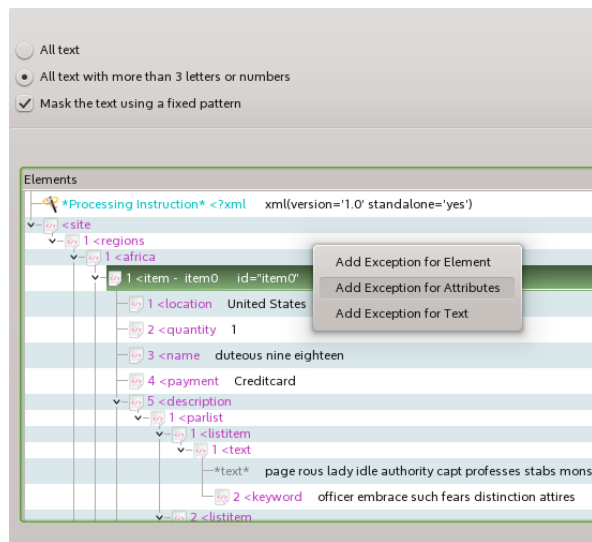 All text
All text with more than 3 letters or numbers
Mask the text using a fixed pattern
Elements
*Processing Instruction* <?xml xml(version='1.0' standalone='yes')
<site
1 <regions
1 <africa
1 <item - item0 id="item0"
Add Exception for Element
Add Exception for Attributes
Add Exception for Text
1 <location United States
2 <quantity 1
3 <name duteous nine eighteen
4 <payment Creditcard
5 <description
1 <parlist
1 <listitem
1 <text
*text* page rous lady idle authority capt professes stabs mons
2 <keyword officer embrace such fears distinction attires
2 <listitem